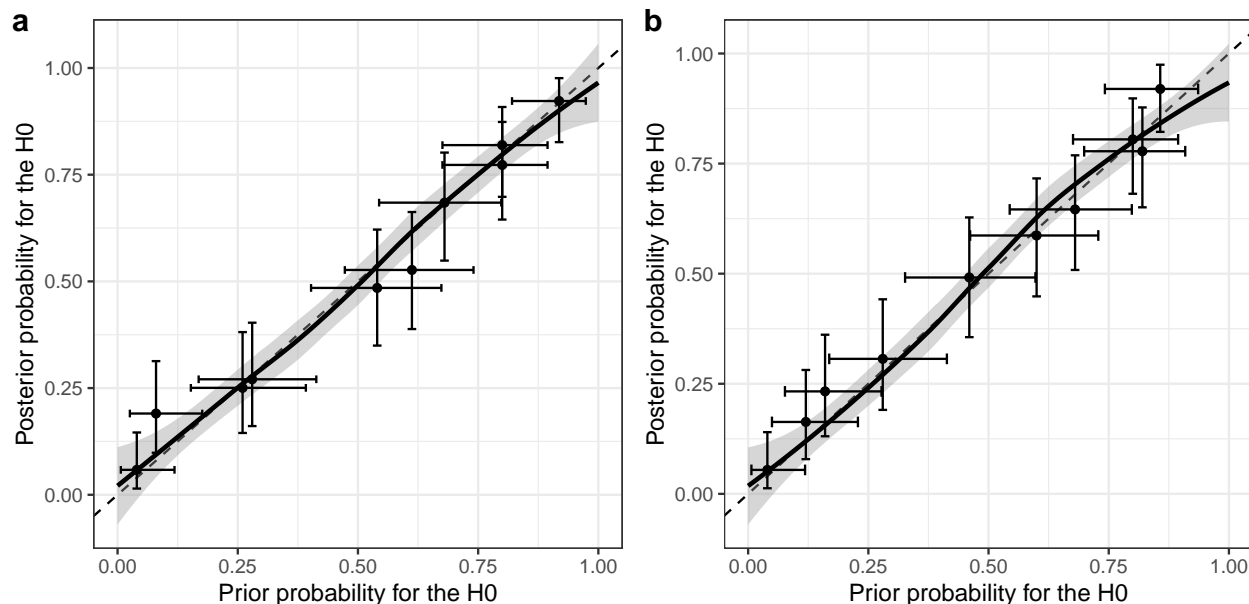 a
b
1.00
0.75
0.50
0.25
0.00
Posterior probability for the H0
0.00 0.25 0.50 0.75 1.00
Prior probability for the H0
1.00
0.75
0.50
0.25
0.00
Posterior probability for the H0
0.00 0.25 0.50 0.75 1.00
Prior probability for the H0